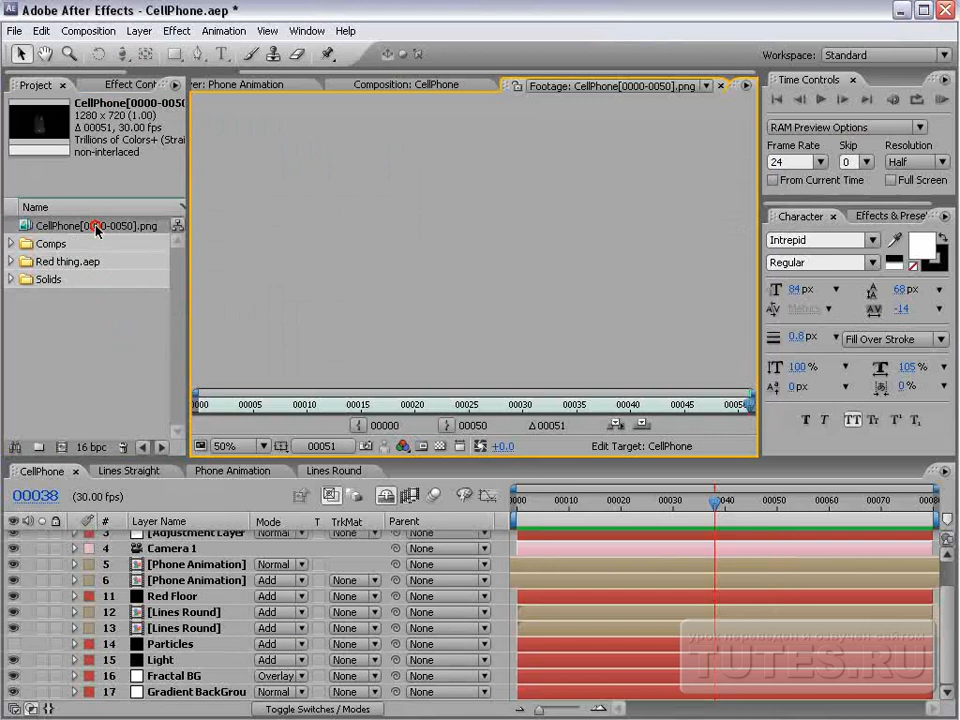 Adobe After Effects - CellPhone.aep *
File Edit Composition Layer Effect Animation View Window Help
Workspace: Standard
Project Effect Cont
er: Phone Animation Composition: CellPhone Footage: CellPhone[0000-0050].png
Time Controls
CellPhone[0000-005
1280 x 720 (1.00)
Δ 00051, 30.00 fps
Trillions of Colors+ (Strai
non-interlaced
RAM Preview Options
Frame Rate Skip Resolution
24 0 Half
From Current Time Full Screen
Name
CellPhone[0000-0050].png
Comps
Red thing.aep
Solids
Character Effects & Prese
Intrepid
Regular
84 px 68 px
Metrics -14
0.8 px Fill Over Stroke
100 % 105 %
0 px 0 %
T T TT Tr T¹ T₁
0000 00005 00010 00015 00020 00025 00030 00035 00040 00045 0005
00000 00050 Δ 00051
16 bpc
50% 00051 +0.0 Edit Target: CellPhone
CellPhone Lines Straight Phone Animation Lines Round
00038 (30.00 fps)
0000 00010 00020 00030 00040 00050 00060 00070 0008
# Layer Name Mode T TrkMat Parent
3 [Adjustment Layer Normal None None
4 Camera 1 None
5 [Phone Animation] Normal None
6 [Phone Animation] Add None None
11 Red Floor Add None None
12 [Lines Round] Add None None
13 [Lines Round] Add None None
14 Particles Add None None
15 Light Add None None
16 Fractal BG Overlay None None
17 Gradient BackGrou Normal None None
Toggle Switches / Modes
урок переведен и озвучен сайтом
TUTES.RU